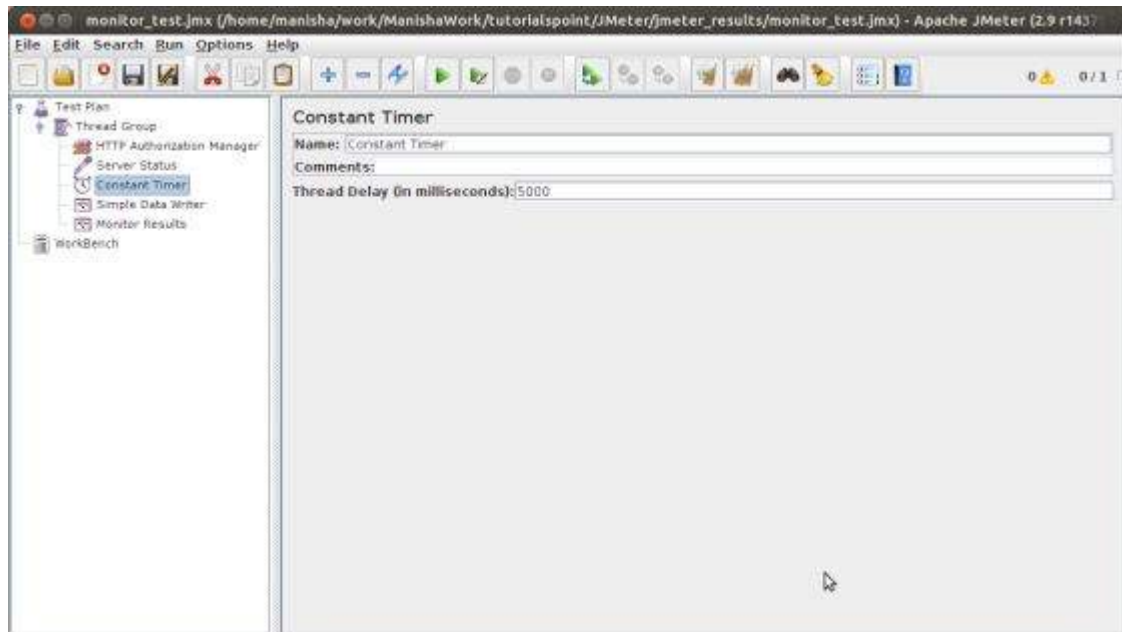 monitor_test.jmx (/home/manisha/work/ManishaWork/tutorialspoint/JMeter/jmeter_results/monitor_test.jmx) - Apache JMeter (2.9 r1437
File Edit Search Run Options Help
0 0/1
Test Plan
Thread Group
HTTP Authorization Manager
Server Status
Constant Timer
Simple Data Writer
Monitor Results
WorkBench
Constant Timer
Name: Constant Timer
Comments:
Thread Delay (in milliseconds): 5000